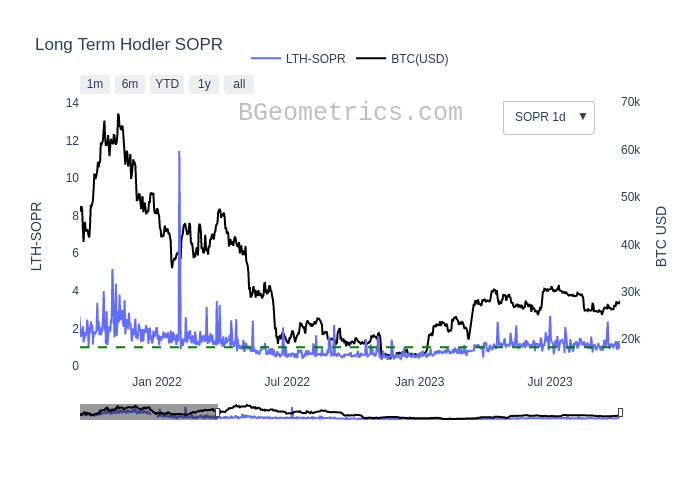 Long Term Hodler SOPR
LTH-SOPR BTC(USD)
1m 6m YTD 1y all
BGeometrics.com
SOPR 1d ▼
14
12
10
8
6
4
2
0
LTH-SOPR
70k
60k
50k
40k
30k
20k
BTC USD
Jan 2022 Jul 2022 Jan 2023 Jul 2023